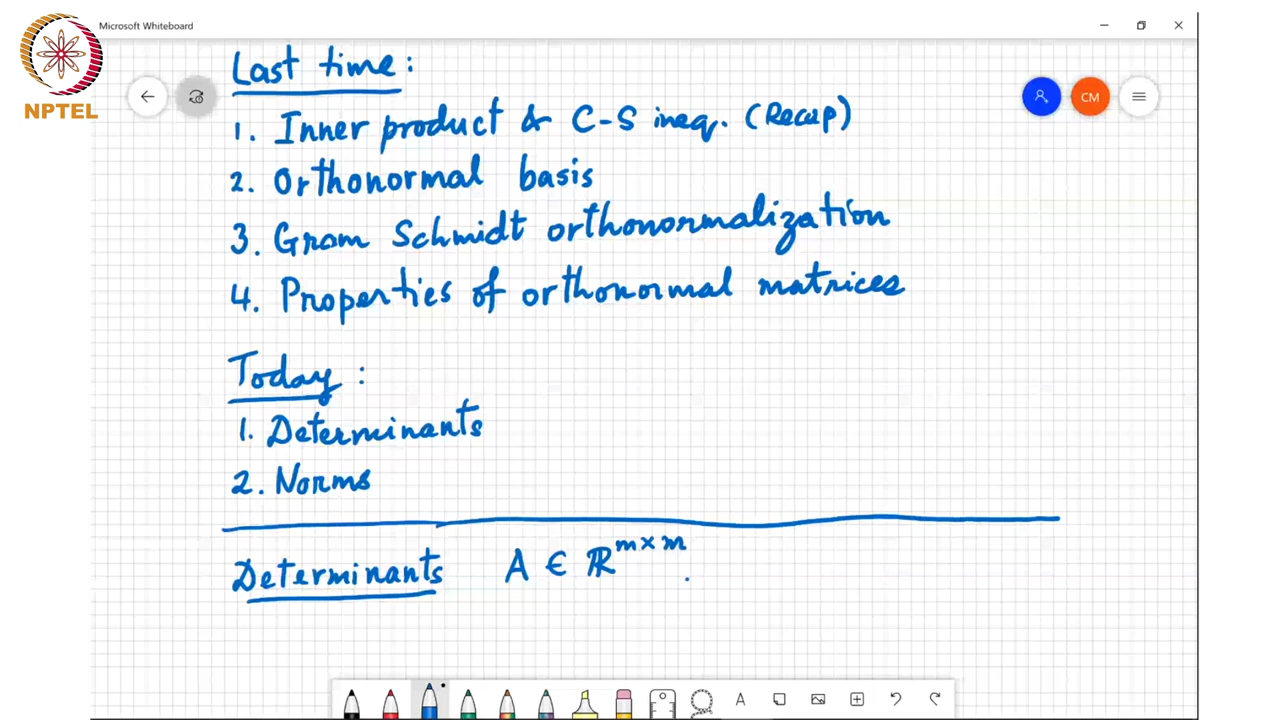 Microsoft Whiteboard
NPTEL
CM
Last time:
1. Inner product & C-S ineq. (Recap)
2. Orthonormal basis
3. Gram Schmidt orthonormalization
4. Properties of orthonormal matrices
Today:
1. Determinants
2. Norms
Determinants A ∈ ℝ^{m×m}.
A